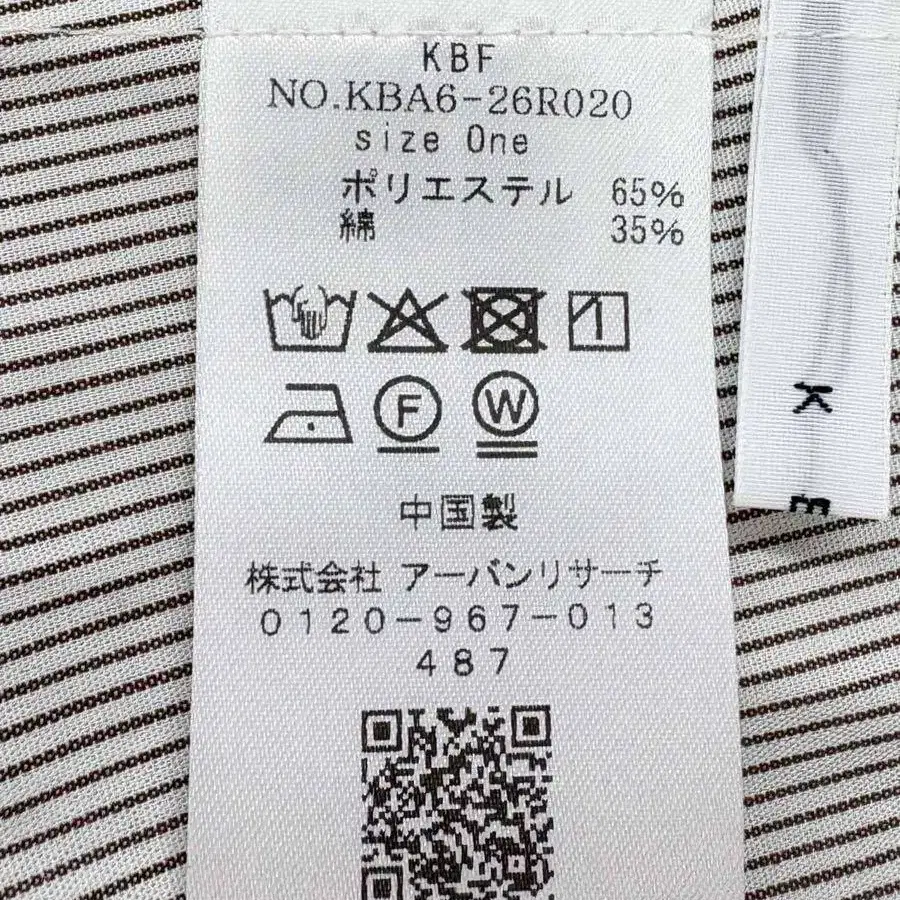 KBF
NO.KBA6-26R020
size One
ポリエステル 65%
綿 35%
F
W
中国製
株式会社 アーバンリサーチ
0120-967-013
487
K